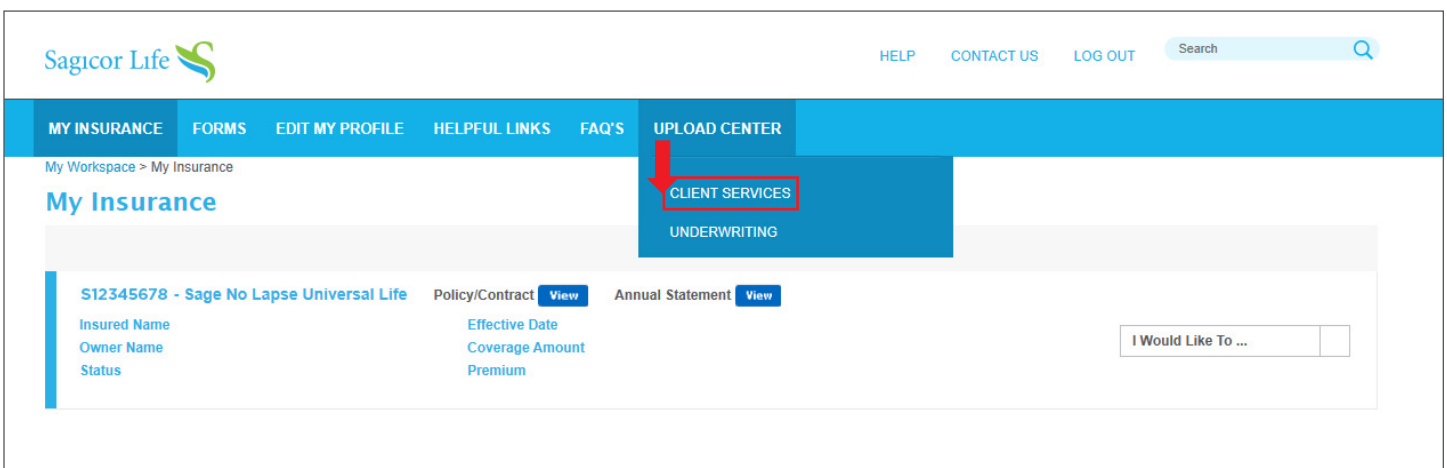 Sagicor Life
HELP CONTACT US LOG OUT Search
MY INSURANCE FORMS EDIT MY PROFILE HELPFUL LINKS FAQ'S UPLOAD CENTER
My Workspace > My Insurance
CLIENT SERVICES
My Insurance
UNDERWRITING
S12345678 - Sage No Lapse Universal Life Policy/Contract View Annual Statement View
Insured Name Effective Date
Owner Name Coverage Amount
I Would Like To ...
Status Premium